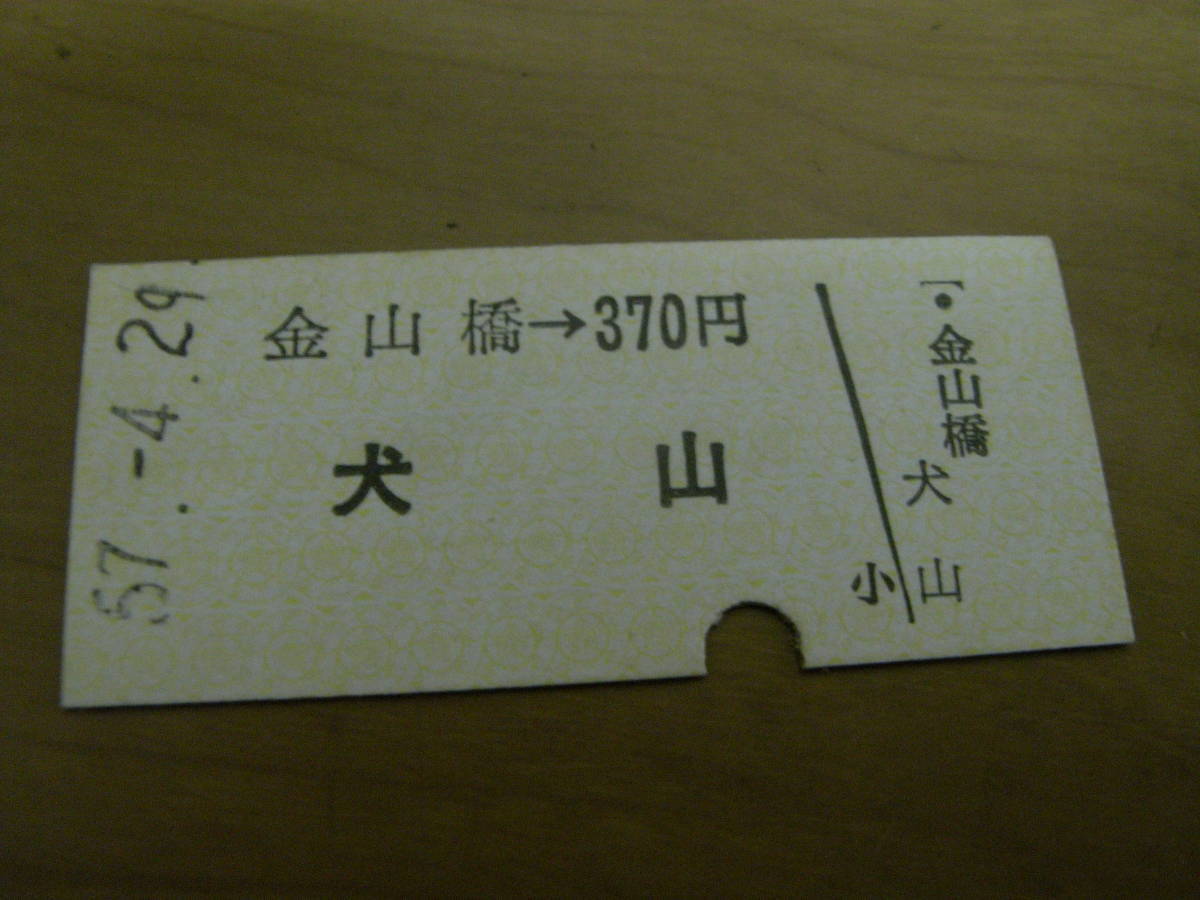 57.-4.29.
金山橋→370円
犬山
小
金山橋
犬山